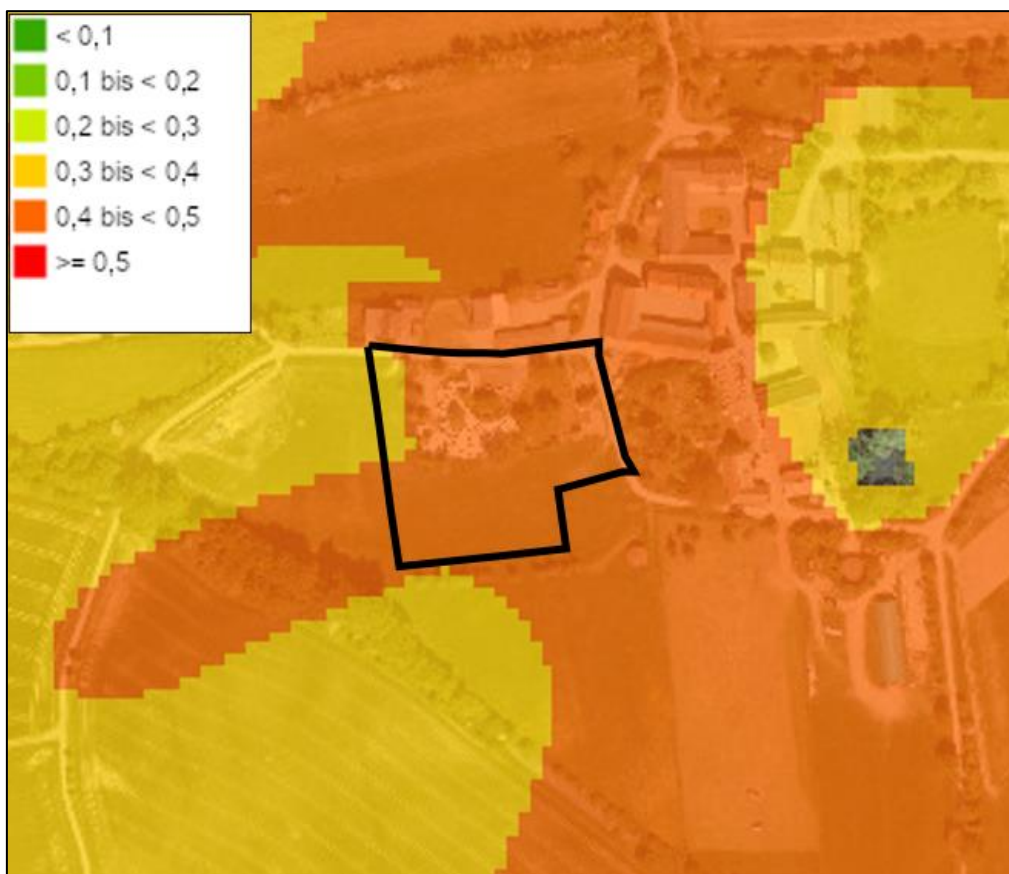 < 0,1
0,1 bis < 0,2
0,2 bis < 0,3
0,3 bis < 0,4
0,4 bis < 0,5
>= 0,5